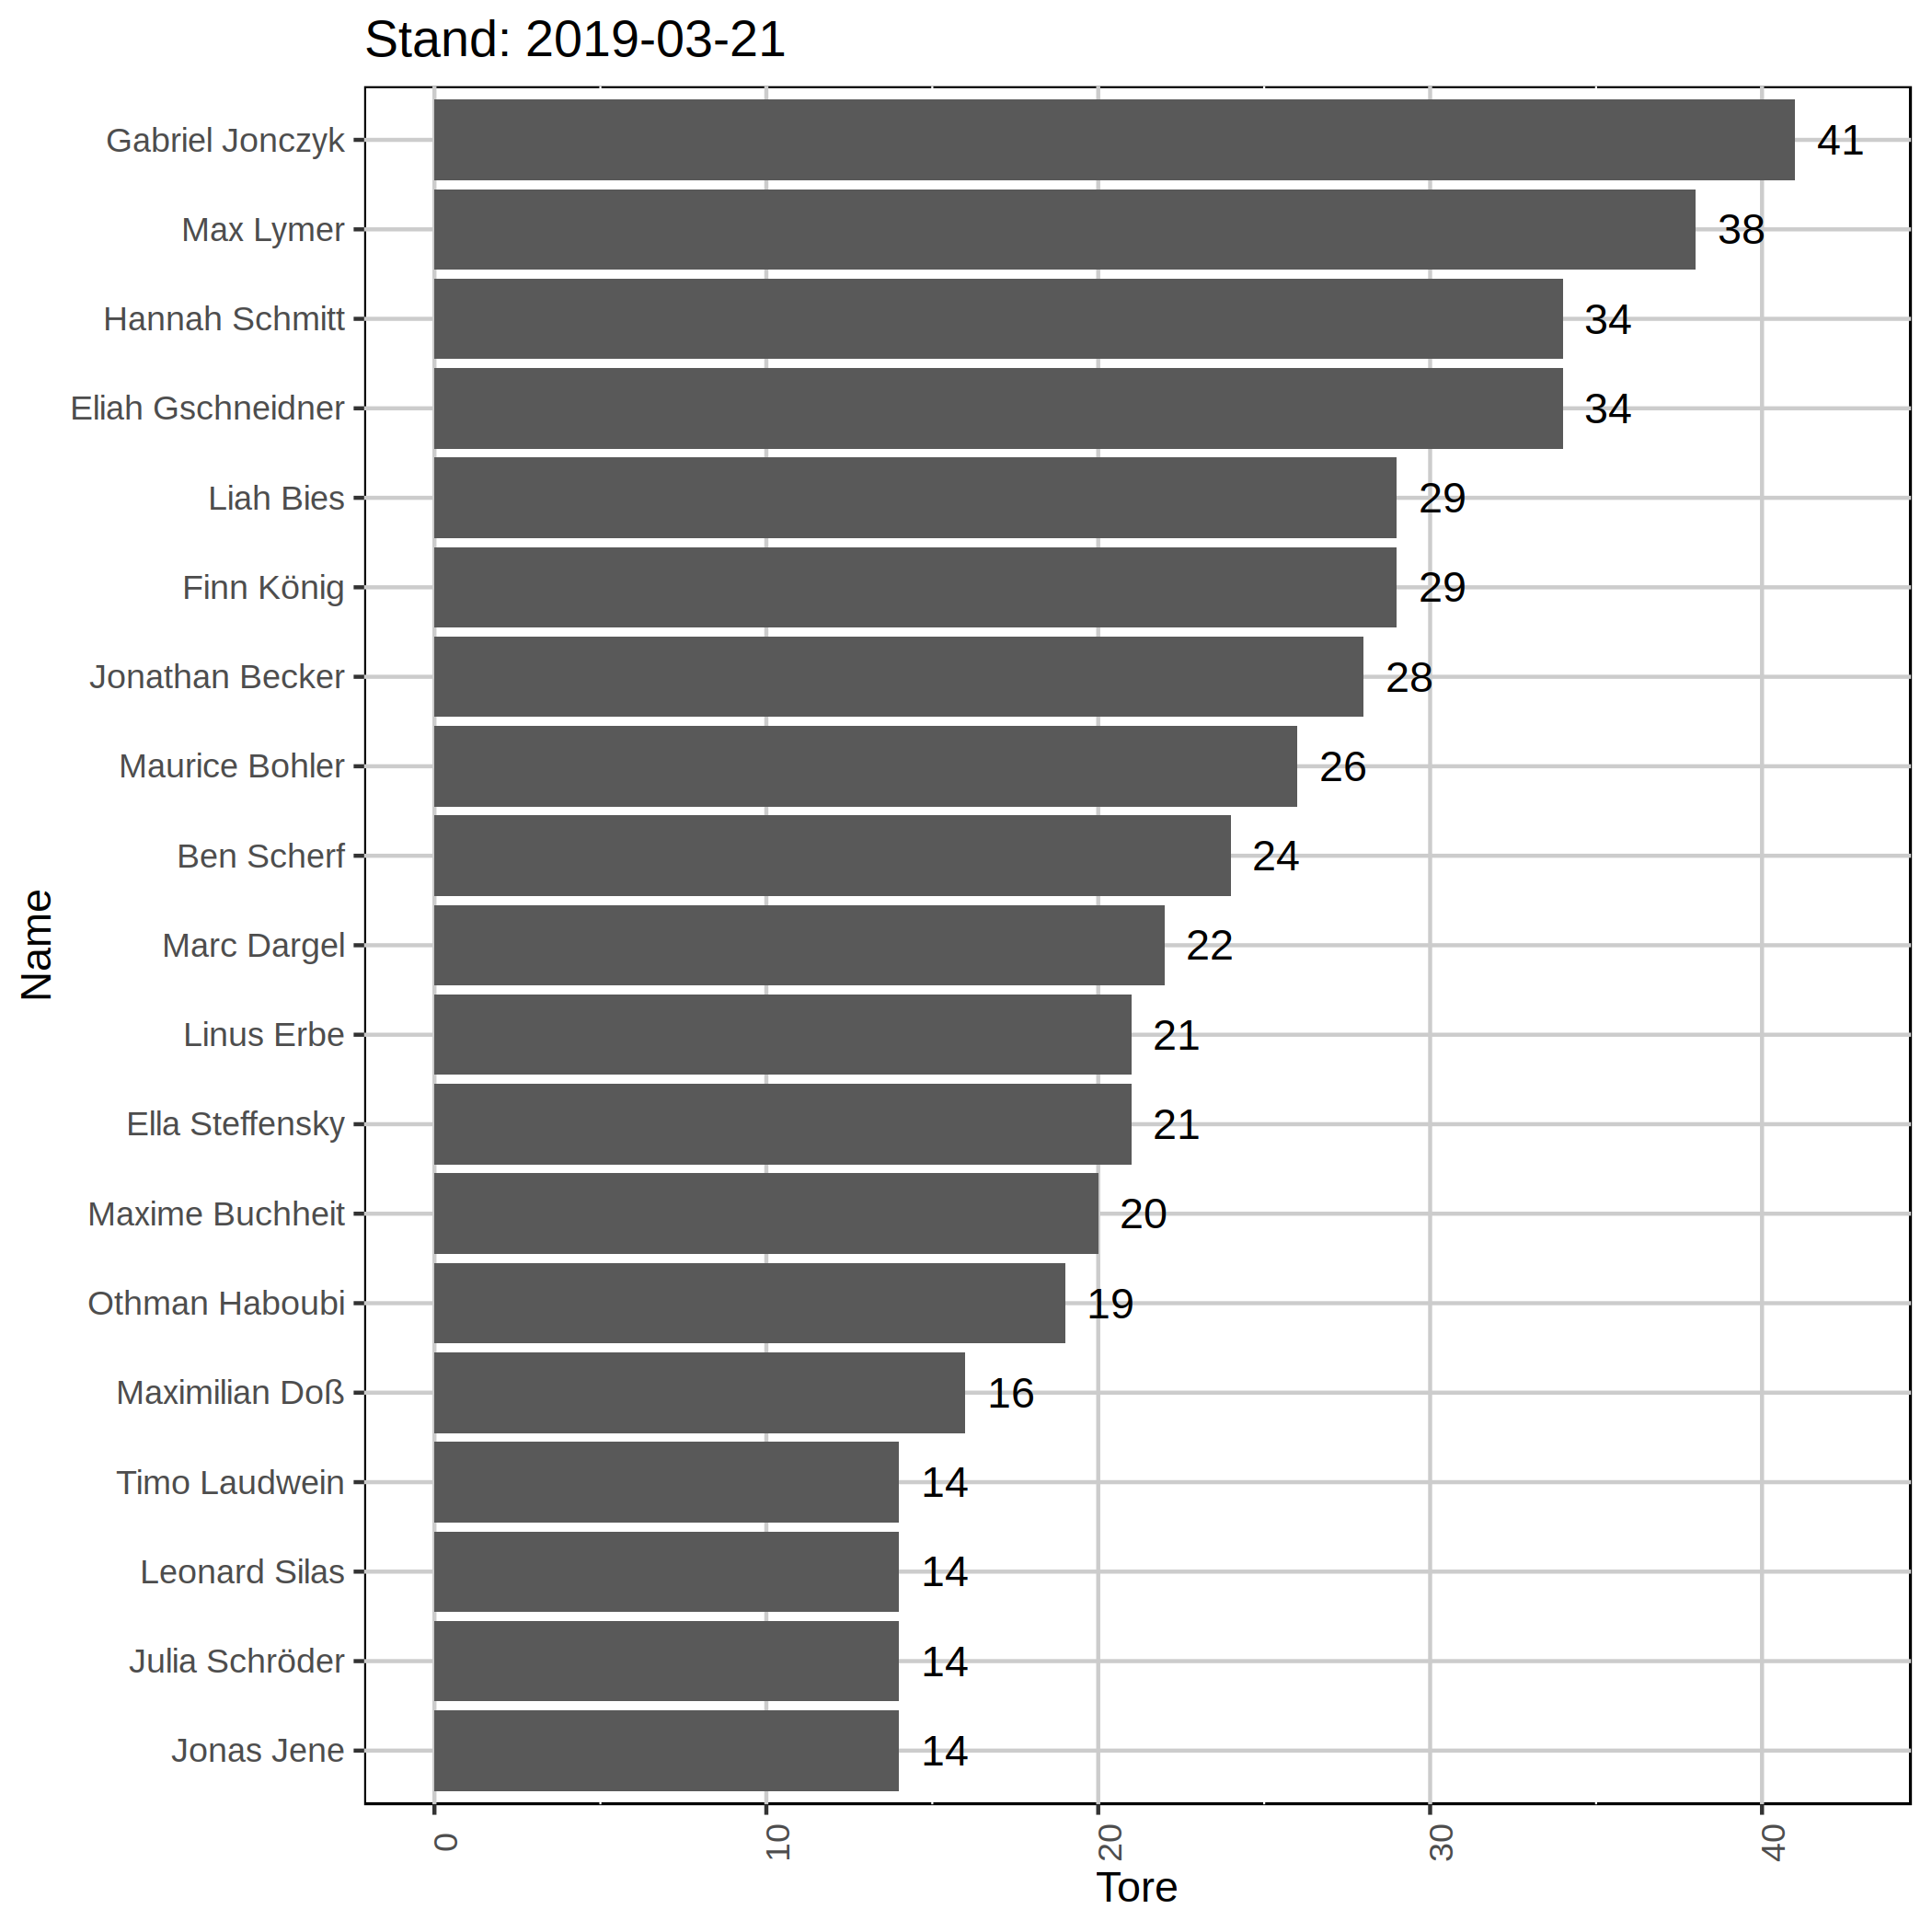 Stand: 2019-03-21
Gabriel Jonczyk 41
Max Lymer 38
Hannah Schmitt 34
Eliah Gschneidner 34
Liah Bies 29
Finn König 29
Jonathan Becker 28
Maurice Bohler 26
Ben Scherf 24
Marc Dargel 22
Linus Erbe 21
Ella Steffensky 21
Maxime Buchheit 20
Othman Haboubi 19
Maximilian Doß 16
Timo Laudwein 14
Leonard Silas 14
Julia Schröder 14
Jonas Jene 14
Name
0 10 20 30 40
Tore